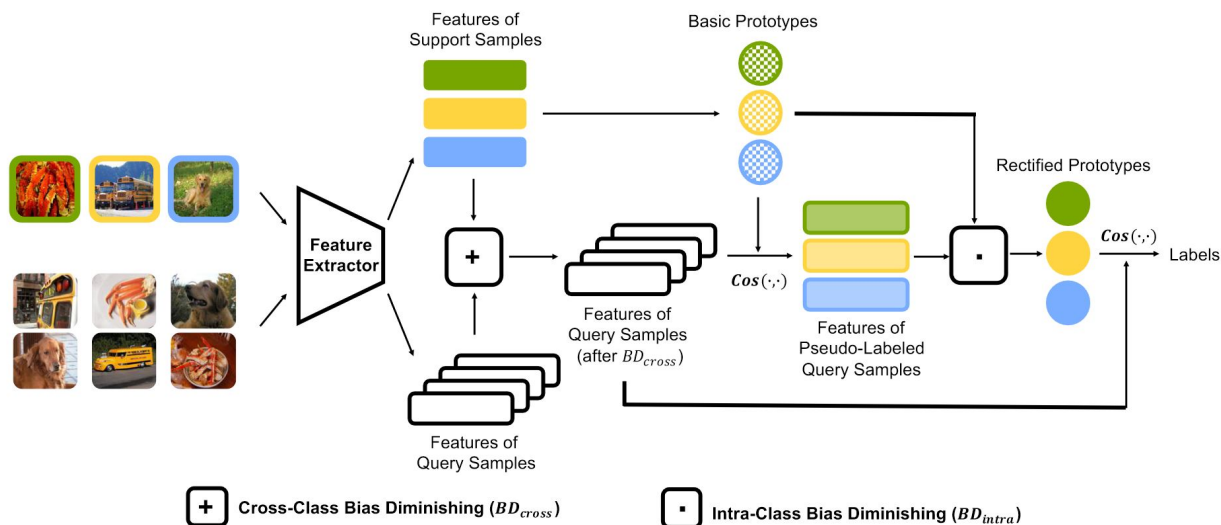 Features of
Support Samples
Basic Prototypes
Rectified Prototypes
Feature
Extractor
+
Cos(·,·)
·
Cos(·,·)
Labels
Features of
Query Samples
(after BD_cross)
Features of
Pseudo-Labeled
Query Samples
Features of
Query Samples
+ Cross-Class Bias Diminishing (BD_cross)
· Intra-Class Bias Diminishing (BD_intra)